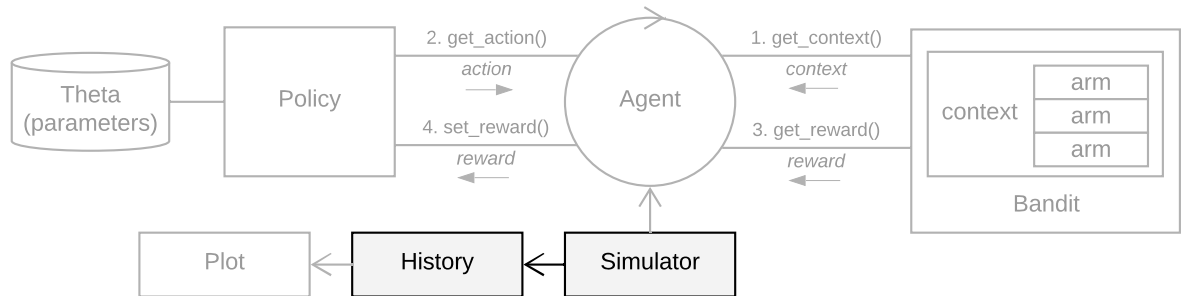 2. get_action()
action
1. get_context()
context
Theta
(parameters)
Policy
Agent
context
arm
arm
arm
4. set_reward()
reward
3. get_reward()
reward
Bandit
Plot
History
Simulator